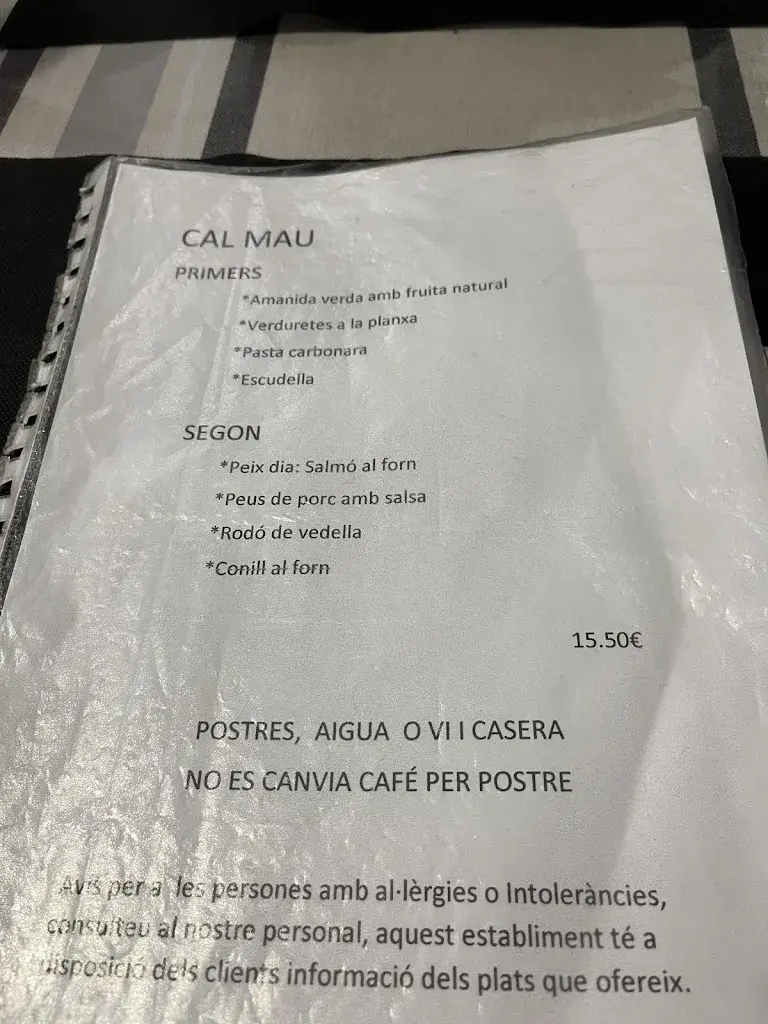 CAL MAU
PRIMERS
*Amanida verda amb fruita natural
*Verduretes a la planxa
*Pasta carbonara
*Escudella
SEGON
*Peix dia: Salmó al forn
*Peus de porc amb salsa
*Rodó de vedella
*Conill al forn
15.50€
POSTRES, AIGUA O VI I CASERA
NO ES CANVIA CAFÉ PER POSTRE
Avís per a les persones amb al·lèrgies o Intoleràncies,
consulteu al nostre personal, aquest establiment té a
disposició dels clients informació dels plats que ofereix.